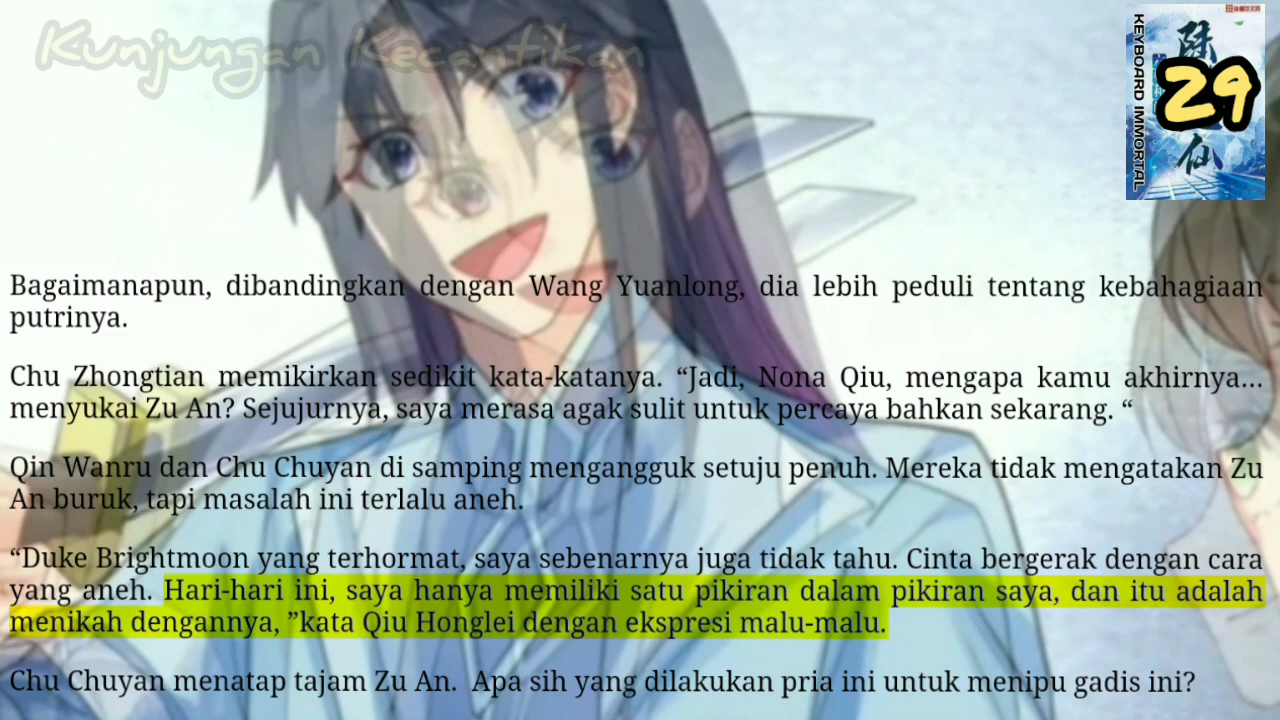 Kunjungan Kecantikan
KEYBOARD IMMORTAL
29
仙
Bagaimanapun, dibandingkan dengan Wang Yuanlong, dia lebih peduli tentang kebahagiaan
putrinya.
Chu Zhongtian memikirkan sedikit kata-katanya. “Jadi, Nona Qiu, mengapa kamu akhirnya...
menyukai Zu An? Sejujurnya, saya merasa agak sulit untuk percaya bahkan sekarang. “
Qin Wanru dan Chu Chuyan di samping mengangguk setuju penuh. Mereka tidak mengatakan Zu
An buruk, tapi masalah ini terlalu aneh.
“Duke Brightmoon yang terhormat, saya sebenarnya juga tidak tahu. Cinta bergerak dengan cara
yang aneh. Hari-hari ini, saya hanya memiliki satu pikiran dalam pikiran saya, dan itu adalah
menikah dengannya, ”kata Qiu Honglei dengan ekspresi malu-malu.
Chu Chuyan menatap tajam Zu An.  Apa sih yang dilakukan pria ini untuk menipu gadis ini?